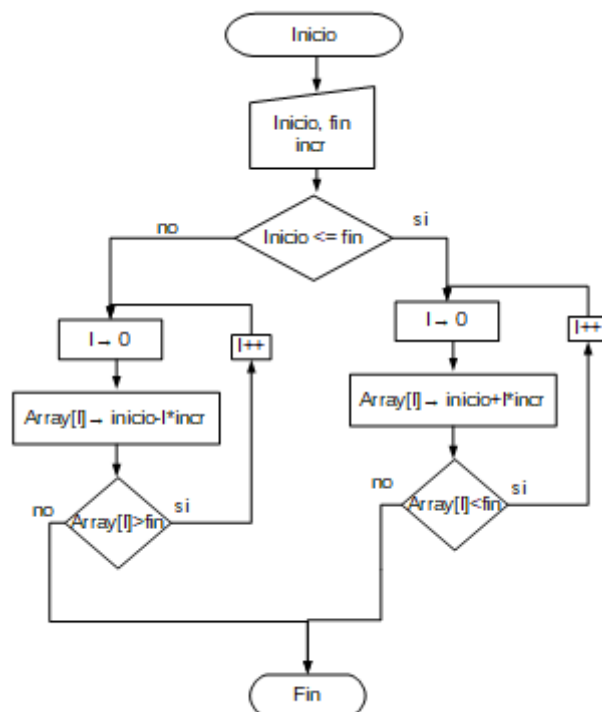 Inicio
Inicio, fin
incr
Inicio <= fin
no
si
I → 0
I++
Array[I] → inicio-I*incr
Array[I]>fin
no
si
I → 0
I++
Array[I] → inicio+I*incr
Array[I]<fin
no
si
Fin